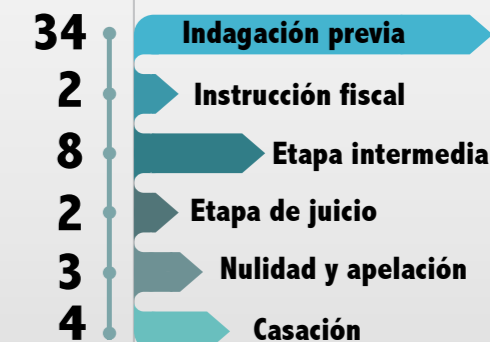 34 Indagación previa
2 Instrucción fiscal
8 Etapa intermedia
2 Etapa de juicio
3 Nulidad y apelación
4 Casación